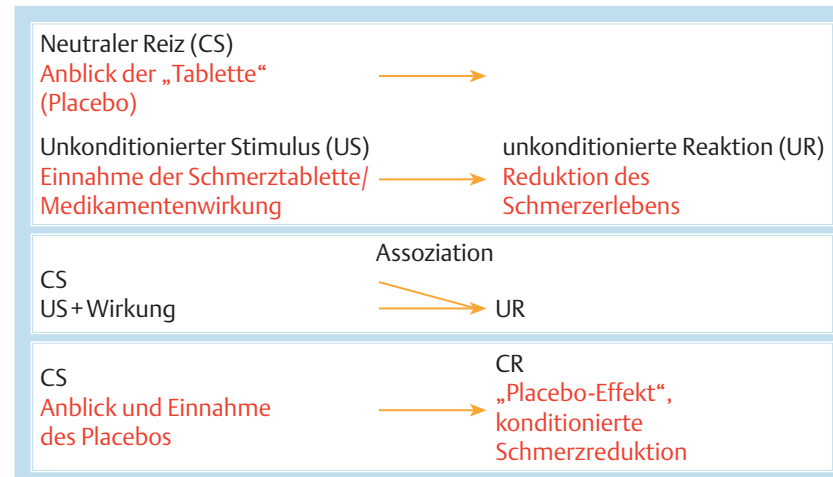 Neutraler Reiz (CS)
Anblick der „Tablette“
(Placebo)
Unkonditionierter Stimulus (US)
Einnahme der Schmerztablette/
Medikamentenwirkung
unkonditionierte Reaktion (UR)
Reduktion des
Schmerzerlebens
Assoziation
CS
US + Wirkung
UR
CS
Anblick und Einnahme
des Placebos
CR
„Placebo-Effekt“,
konditionierte
Schmerzreduktion